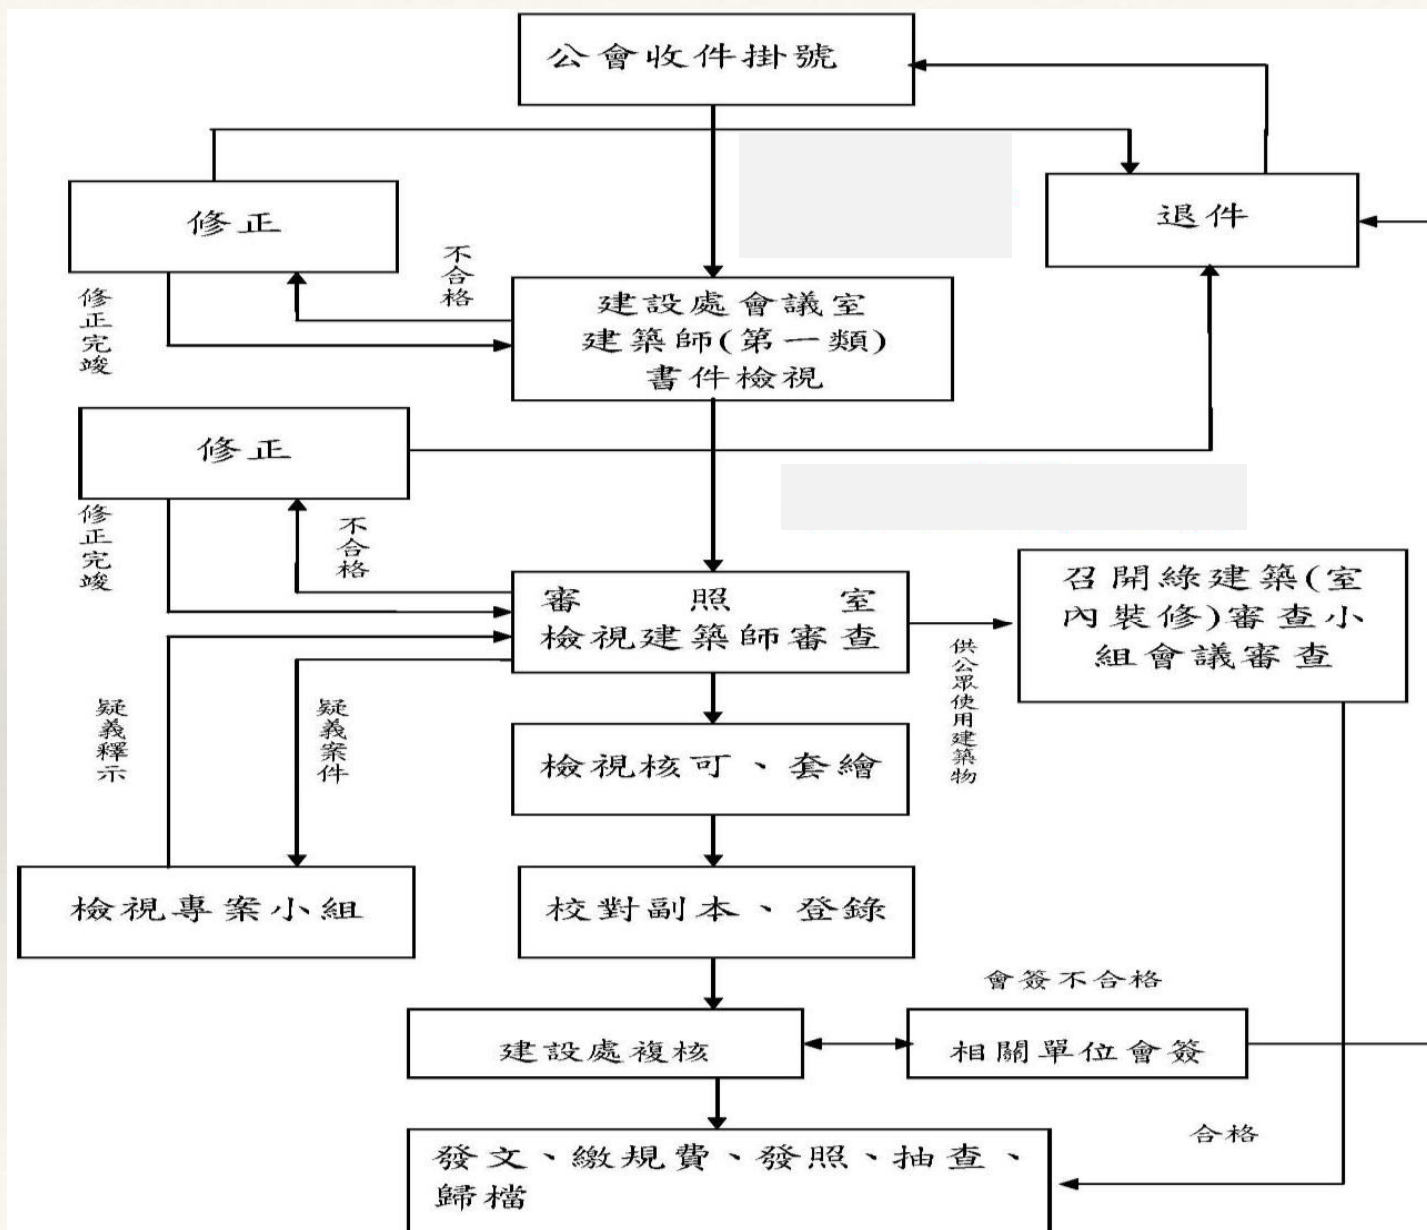 公會收件掛號
修正
退件
不合格
修正完竣
建設處會議室
建築師(第一類)
書件檢視
修正
修正完竣
不合格
審照室
檢視建築師審查
召開綠建築(室
內裝修)審查小
組會議審查
供公眾使用建築物
疑義釋示
疑義案件
檢視核可、套繪
檢視專案小組
校對副本、登錄
會簽不合格
建設處複核
相關單位會簽
合格
發文、繳規費、發照、抽查、
歸檔